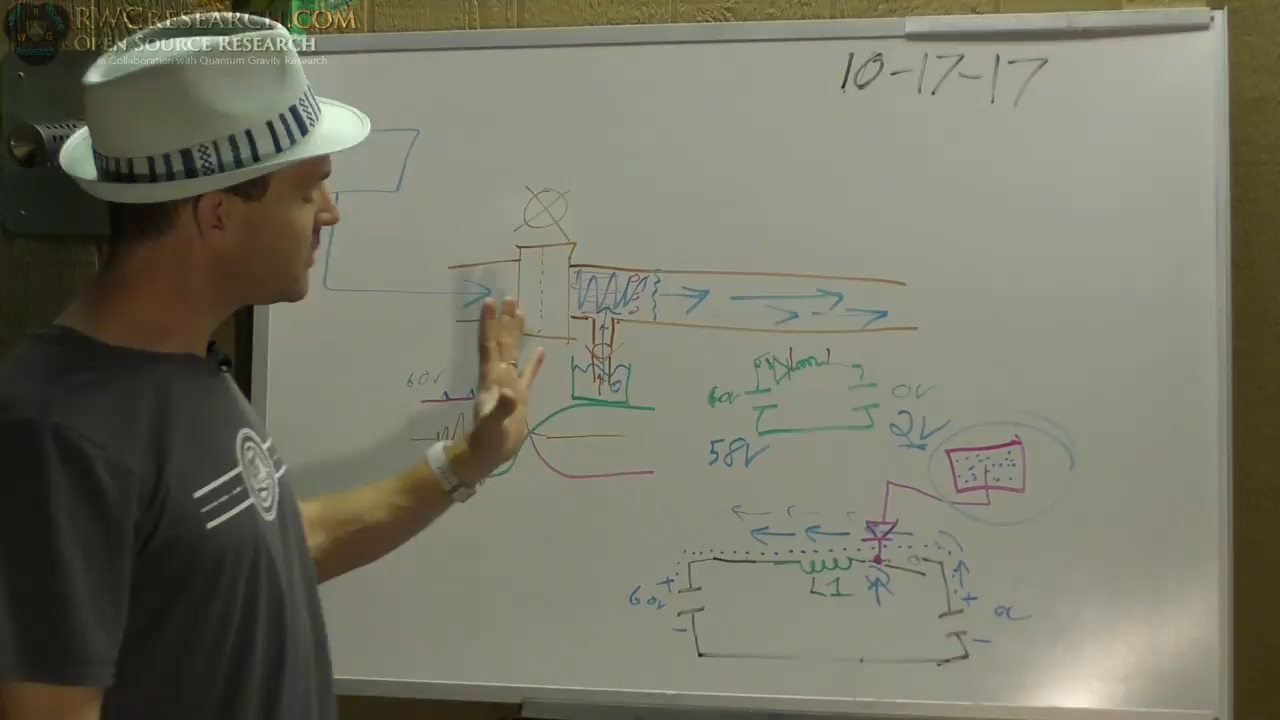 RWGRESEARCH.COM
OPEN SOURCE RESEARCH
In Collaboration with Quantum Gravity Research
10-17-17
60V
60V
0V
58V
2V
L1
60V
+
-
+
-